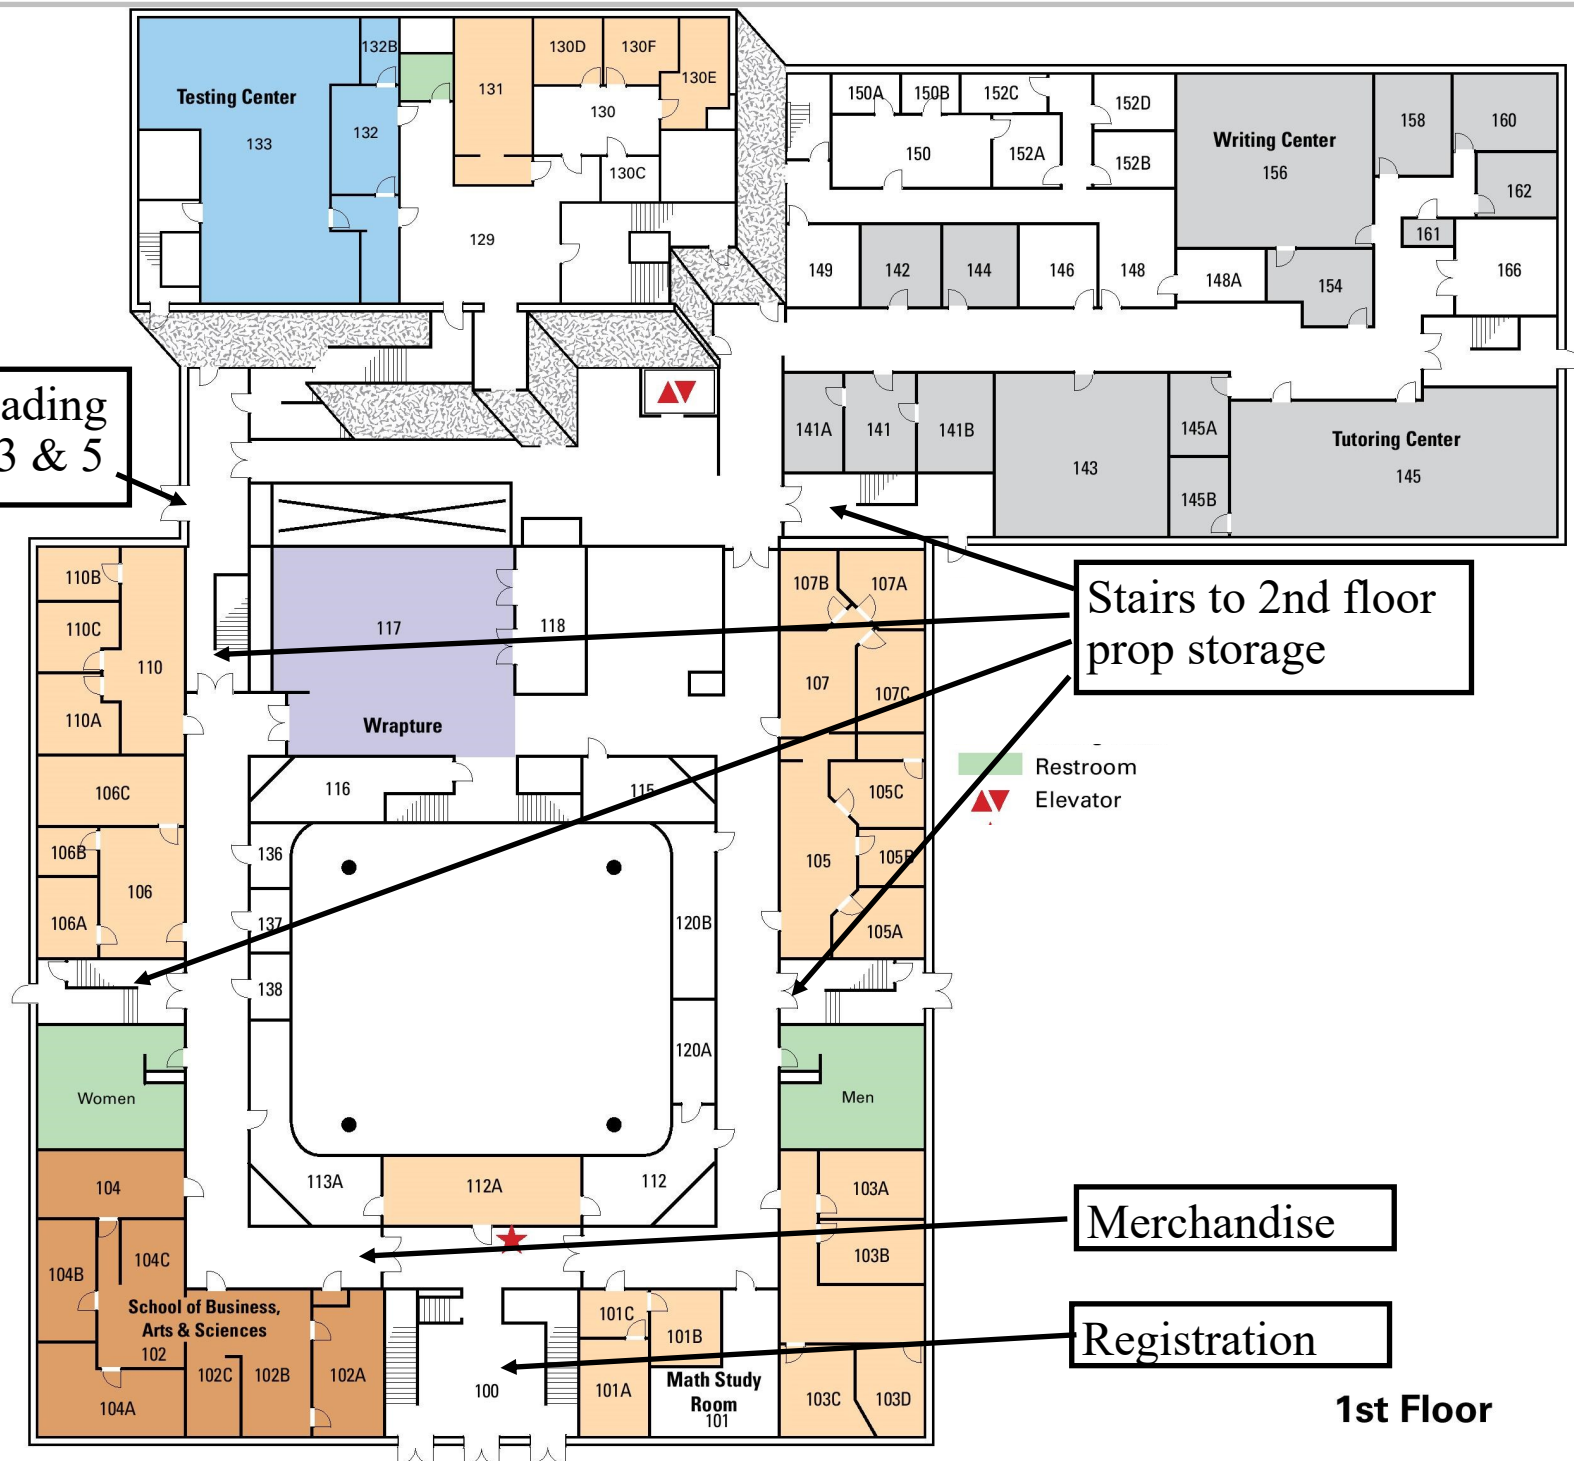 132B
130D
130F
130E
131
Testing Center
133
132
130
130C
129
150A
150B
152C
152D
150
152A
152B
Writing Center
156
158
160
162
161
166
149
142
144
146
148
148A
154
ading
3 & 5
141A
141
141B
143
145A
145B
Tutoring Center
145
110B
110C
110
110A
117
118
Wrapture
107B
107A
107
107C
Stairs to 2nd floor
prop storage
Restroom
Elevator
106C
116
115
105C
106B
106
106A
136
137
138
120B
120A
105
105B
105A
Women
Men
104
113A
112A
112
103A
103B
Merchandise
104B
104C
School of Business,
Arts & Sciences
102
102C
102B
102A
104A
100
101C
101B
101A
Math Study
Room
101
103C
103D
Registration
1st Floor